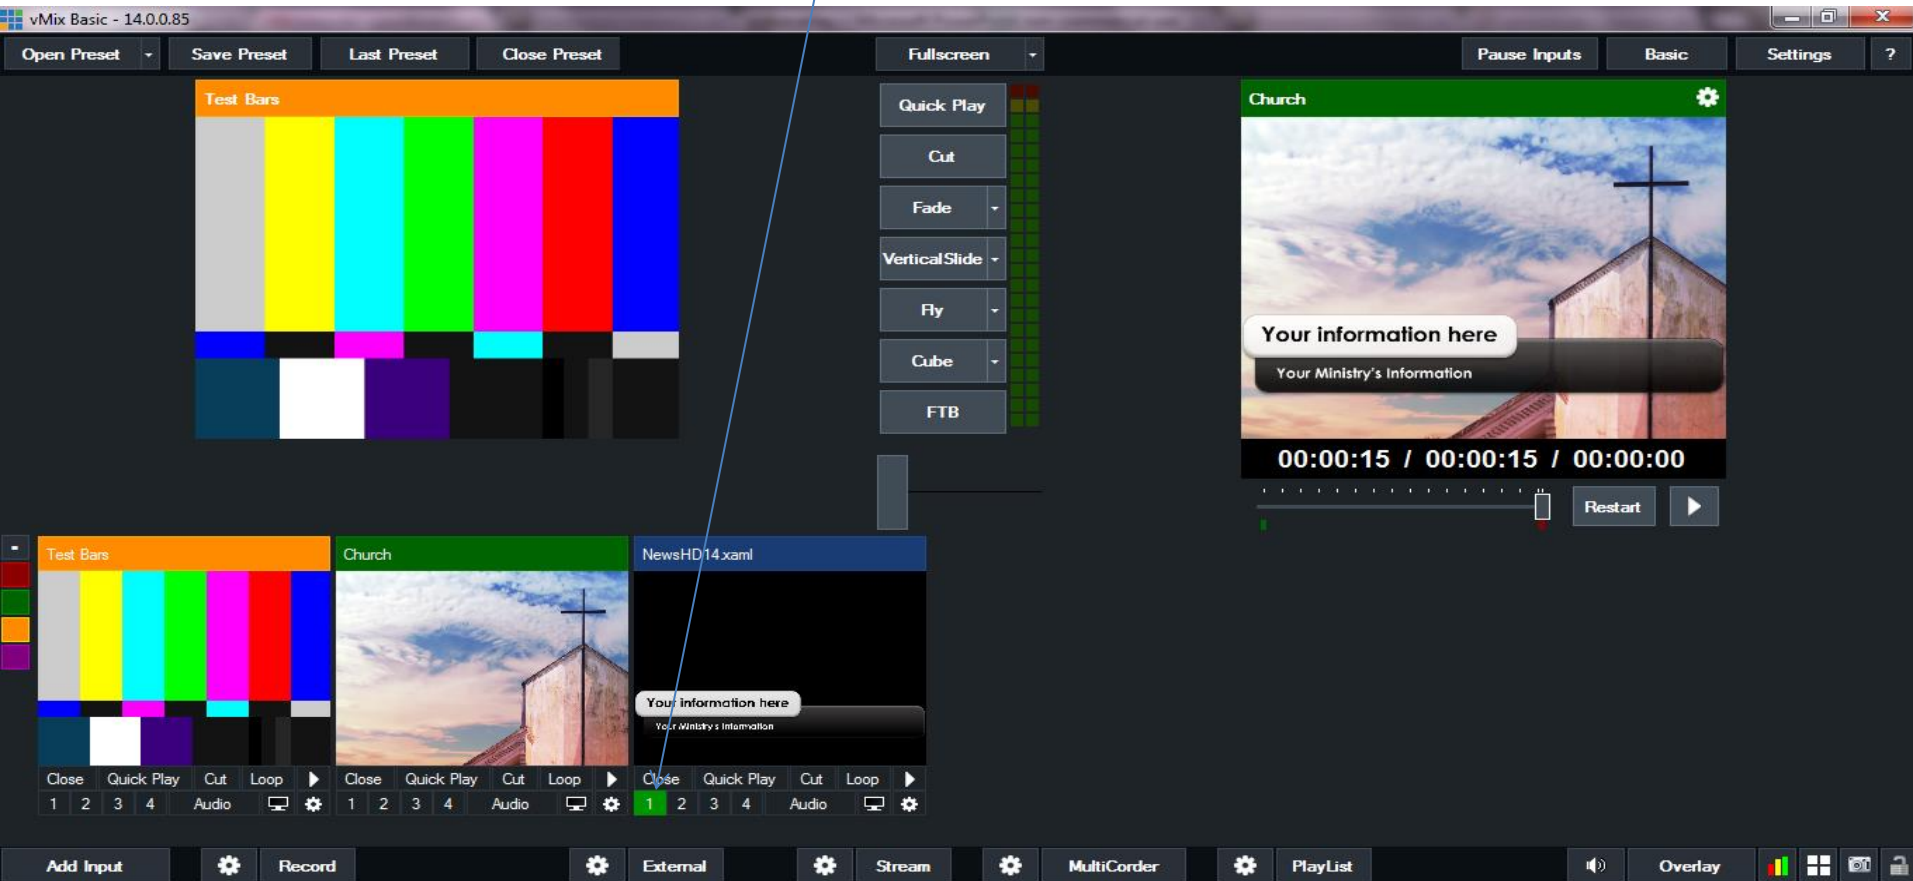 vMix Basic - 14.0.0.85
Open Preset Save Preset Last Preset Close Preset Fullscreen Pause Inputs Basic Settings ?
Test Bars
Quick Play
Cut
Fade
VerticalSlide
Fly
Cube
FTB
Church
Your information here
Your Ministry's Information
00:00:15 / 00:00:15 / 00:00:00
Restart
Test Bars Church NewsHD14.xaml
Your information here
Your Ministry's Information
Close Quick Play Cut Loop Close Quick Play Cut Loop Close Quick Play Cut Loop
1 2 3 4 Audio 1 2 3 4 Audio 1 2 3 4 Audio
Add Input Record External Stream MultiCorder PlayList Overlay